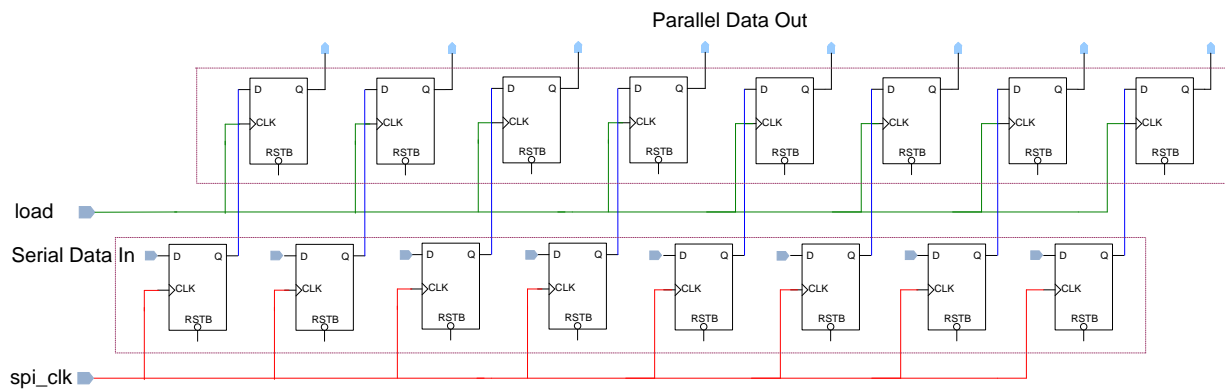 Parallel Data Out
D Q D Q D Q D Q D Q D Q D Q D Q
CLK CLK CLK CLK CLK CLK CLK CLK
RSTB RSTB RSTB RSTB RSTB RSTB RSTB RSTB
load
Serial Data In D Q D Q D Q D Q D Q D Q D Q D Q
CLK CLK CLK CLK CLK CLK CLK CLK
RSTB RSTB RSTB RSTB RSTB RSTB RSTB RSTB
spi_clk